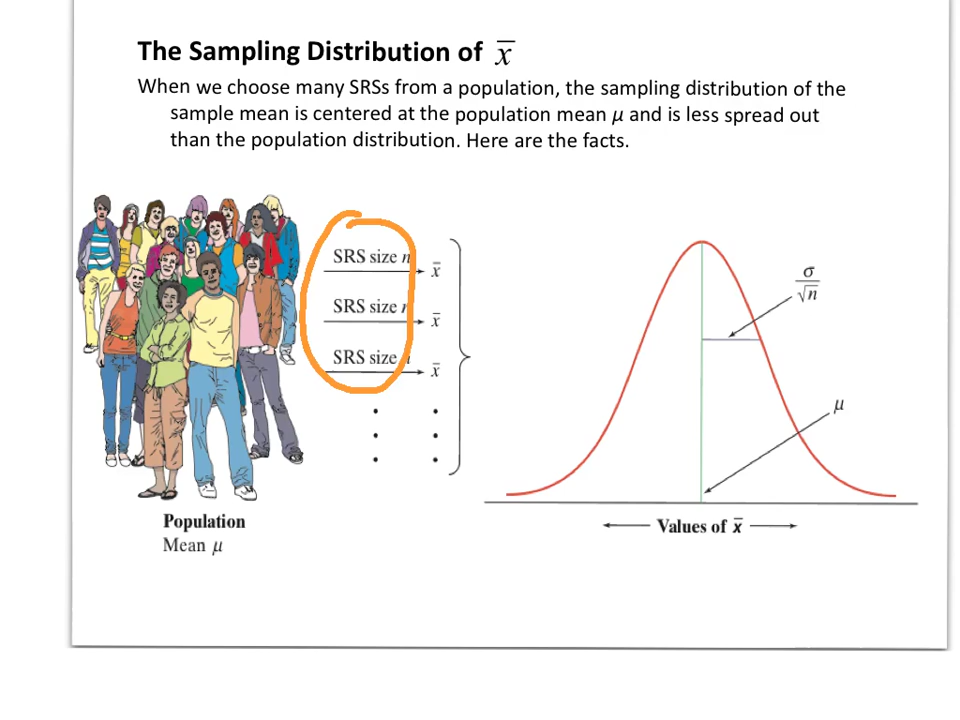 The Sampling Distribution of x̅
When we choose many SRSs from a population, the sampling distribution of the
sample mean is centered at the population mean μ and is less spread out
than the population distribution. Here are the facts.
SRS size n
x̅
SRS size n
x̅
SRS size
x̅
σ
√n
μ
Values of x̅
Population
Mean μ